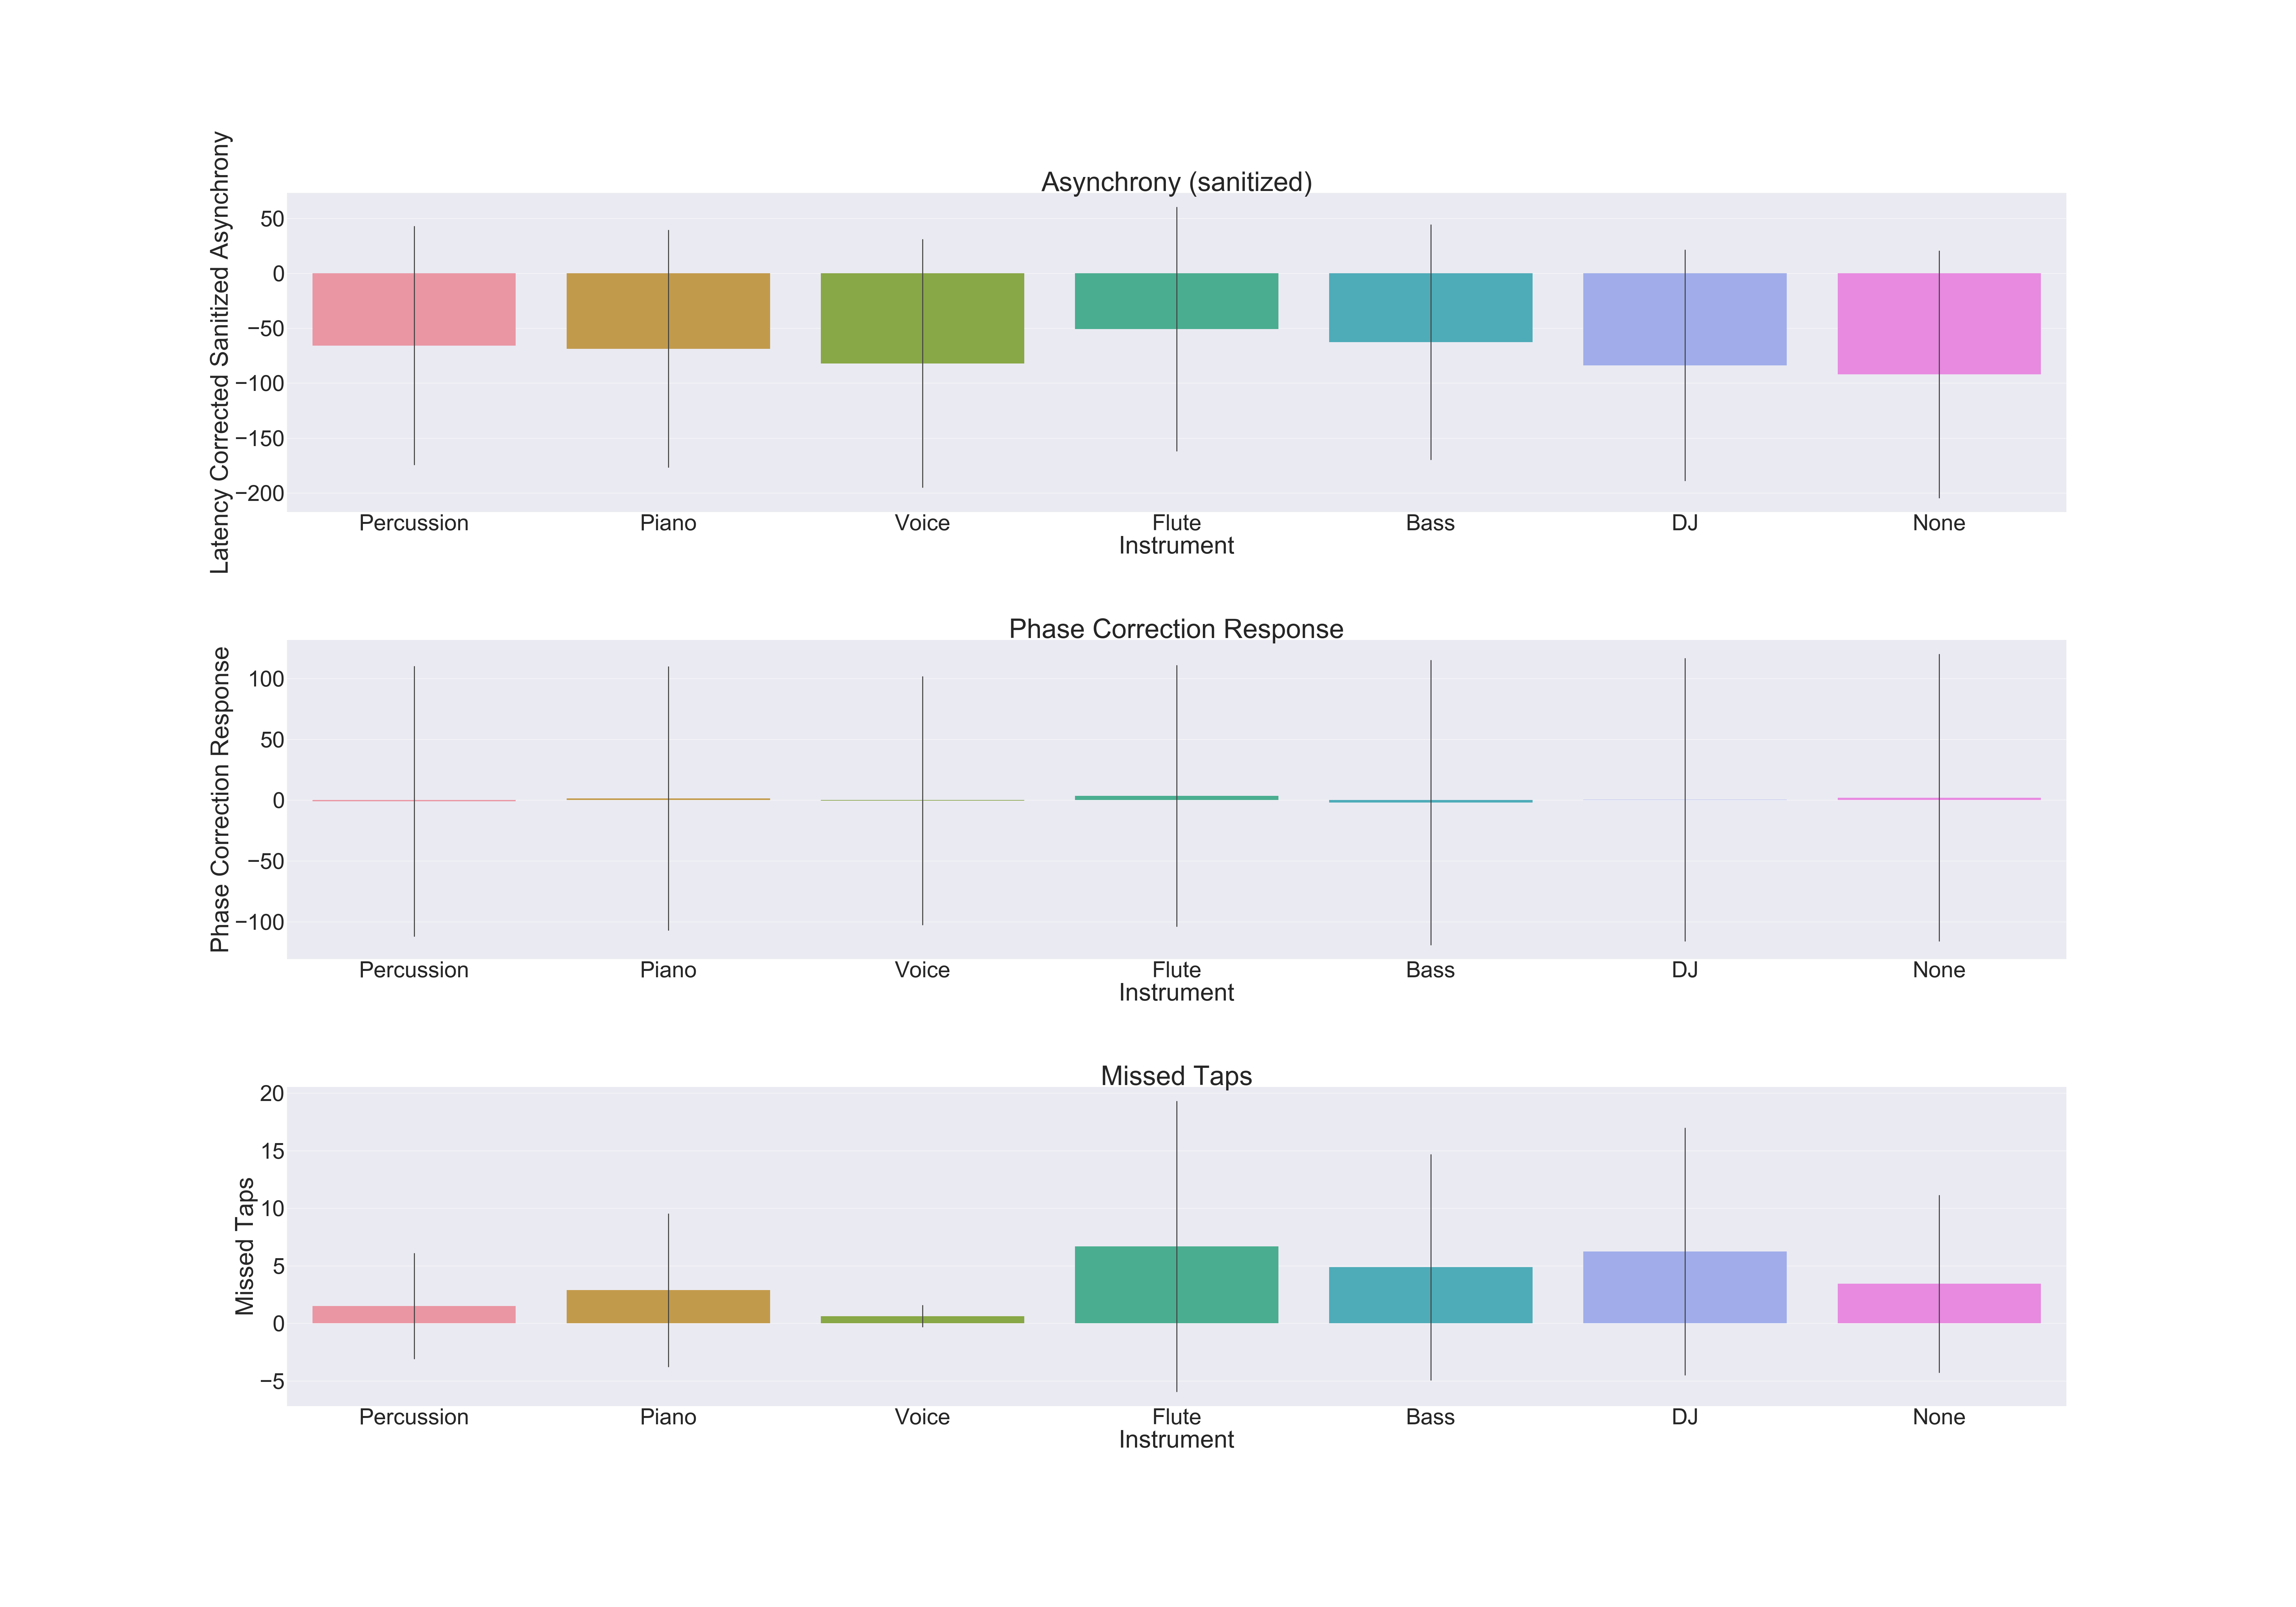 Asynchrony (sanitized)
Latency Corrected Sanitized Asynchrony
50
0
−50
−100
−150
−200
Percussion Piano Voice Flute Bass DJ None
Instrument
Phase Correction Response
Phase Correction Response
100
50
0
−50
−100
Percussion Piano Voice Flute Bass DJ None
Instrument
Missed Taps
Missed Taps
20
15
10
5
0
−5
Percussion Piano Voice Flute Bass DJ None
Instrument